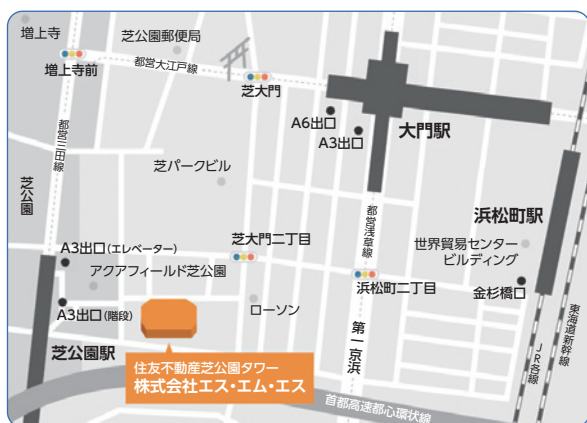 増上寺
芝公園郵便局
増上寺前
都営大江戸線
芝大門
A6出口
A3出口
大門駅
都営三田線
芝パークビル
芝公園
都営浅草線
浜松町駅
世界貿易センター
ビルディング
芝大門二丁目
A3出口(エレベーター)
アクアフィールド芝公園
浜松町二丁目
金杉橋口
A3出口(階段)
ローソン
芝公園駅
第一京浜
住友不動産芝公園タワー
株式会社エス・エム・エス
JR各線
東海道新幹線
首都高速都心環状線